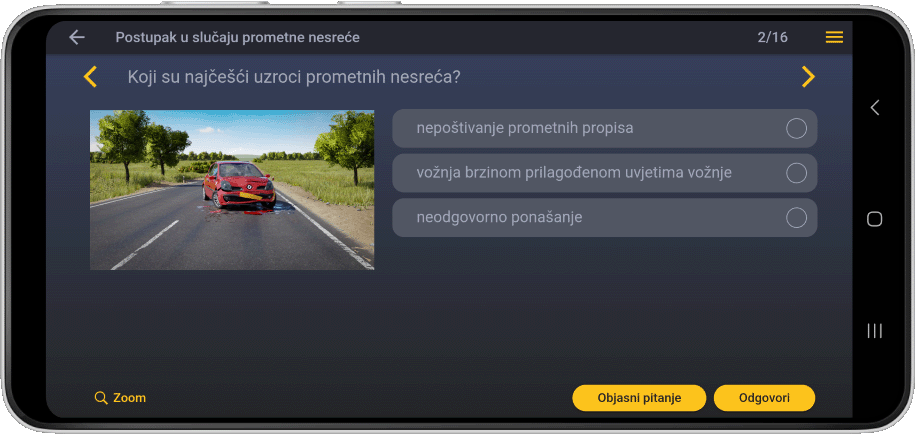 Postupak u slučaju prometne nesreće
2/16
Koji su najčešći uzroci prometnih nesreća?
nepoštivanje prometnih propisa
vožnja brzinom prilagođenom uvjetima vožnje
neodgovorno ponašanje
Zoom
Objasni pitanje
Odgovori